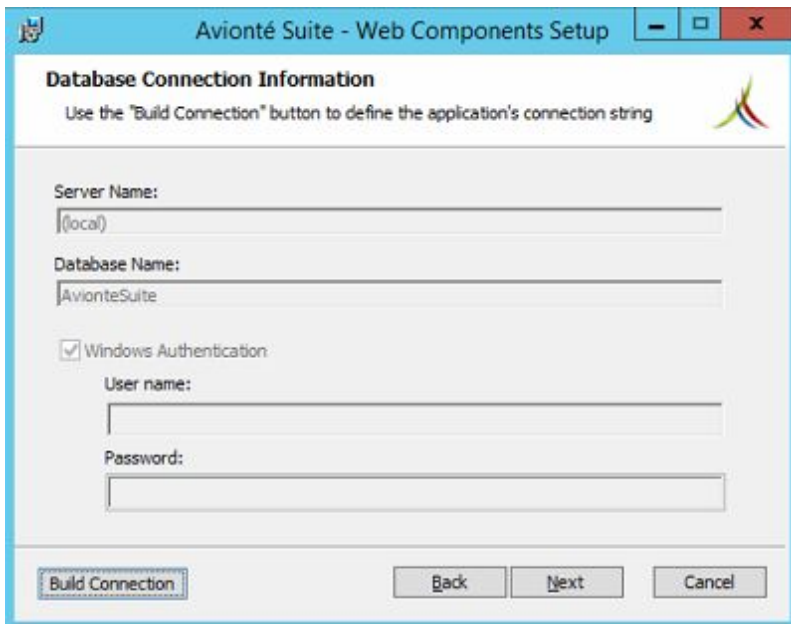 Avionté Suite - Web Components Setup
Database Connection Information
Use the "Build Connection" button to define the application's connection string
Server Name:
(local)
Database Name:
AvionteSuite
Windows Authentication
User name:
Password:
Build Connection Back Next Cancel